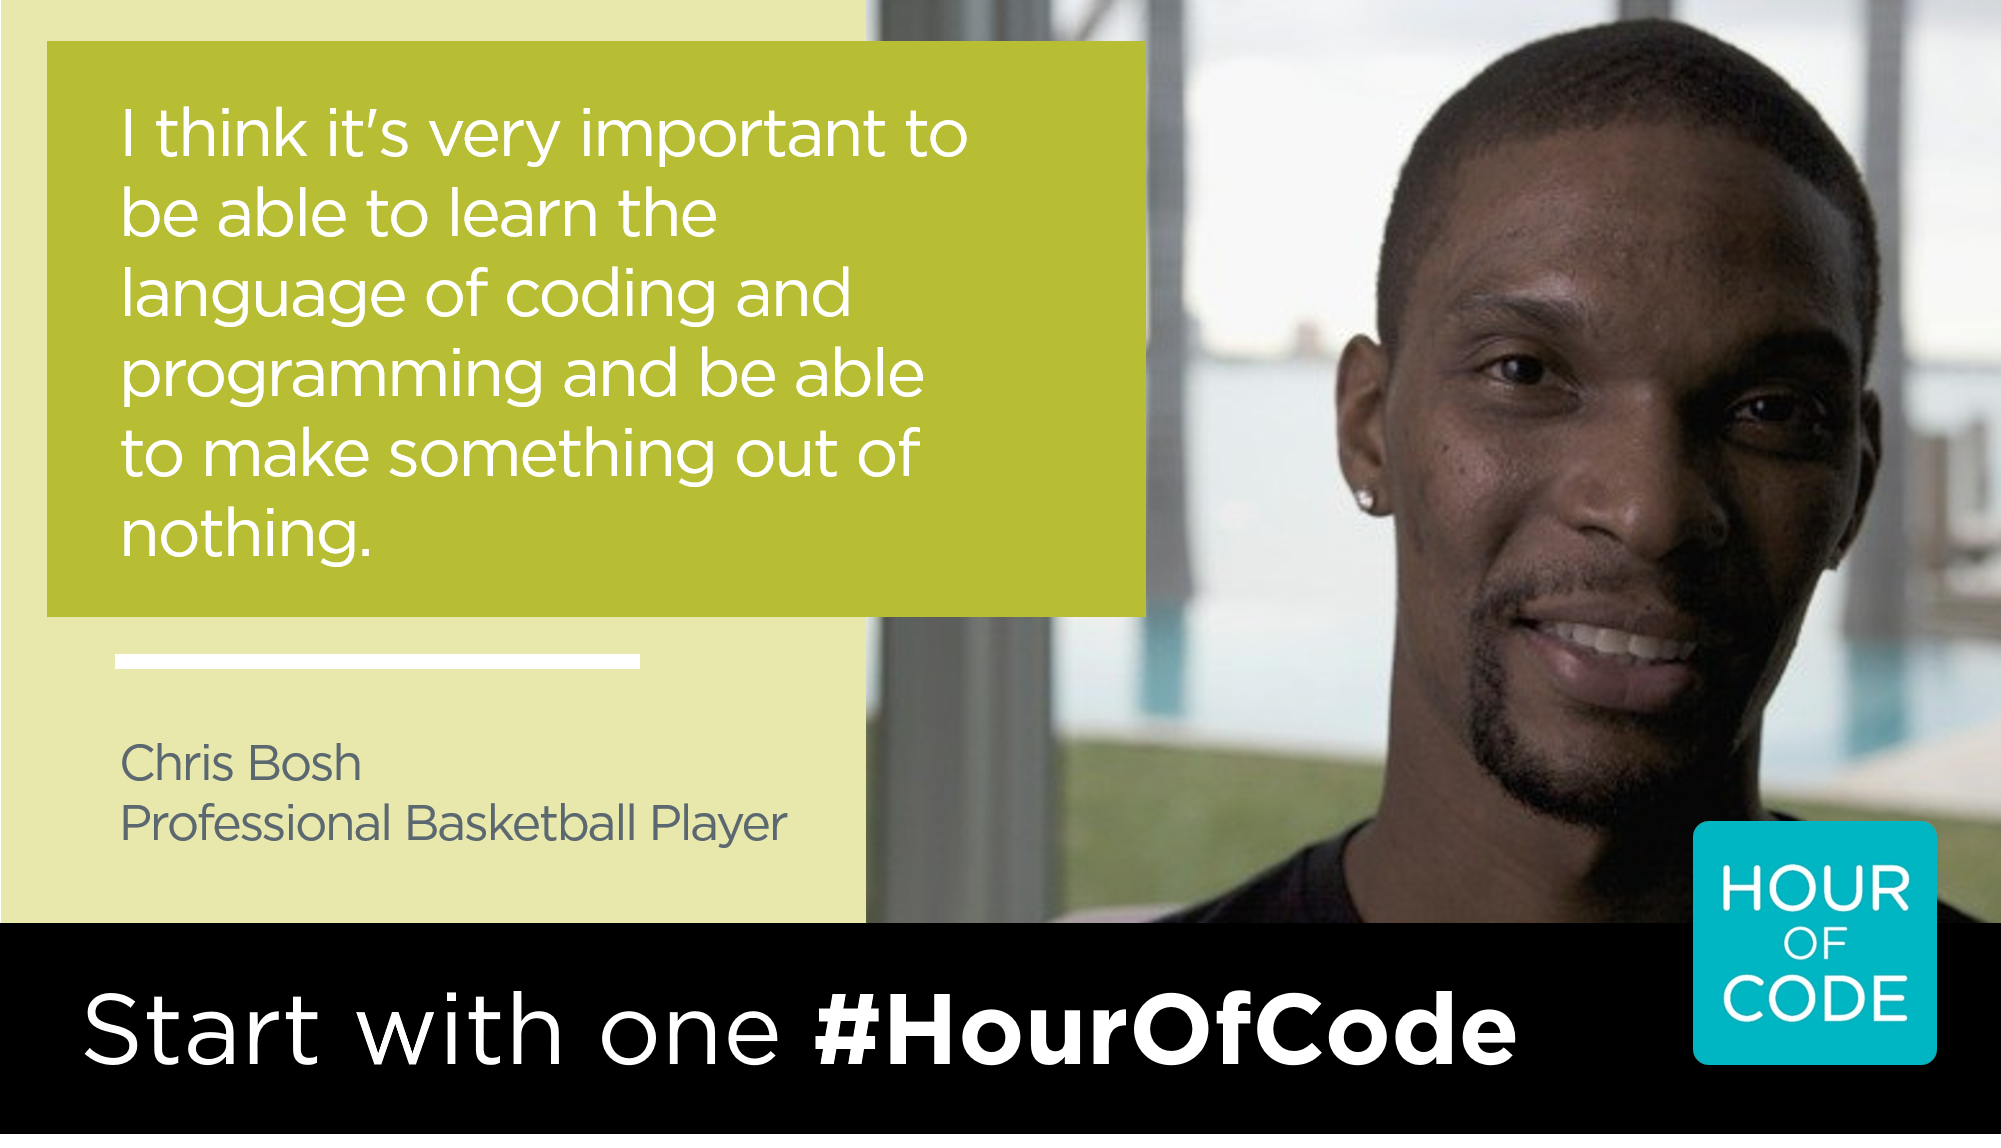 I think it's very important to
be able to learn the
language of coding and
programming and be able
to make something out of
nothing.
Chris Bosh
Professional Basketball Player
Start with one #HourOfCode
HOUR
OF
CODE